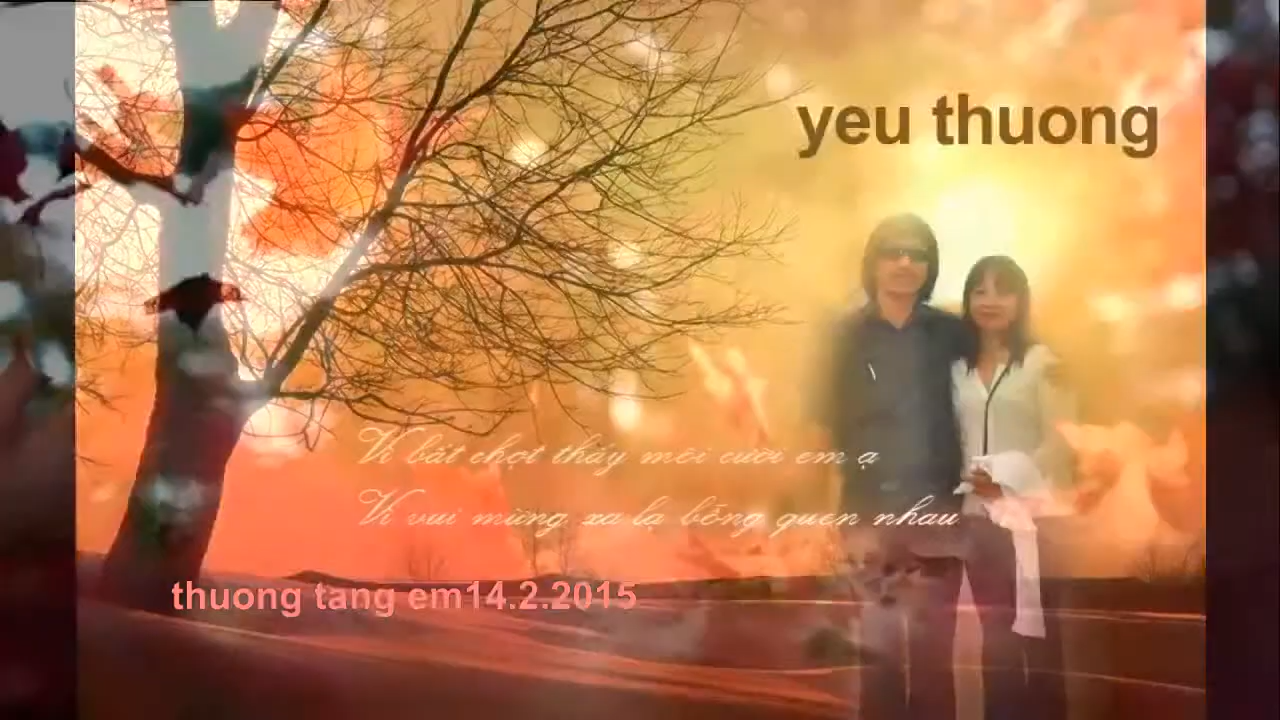 yeu thuong
Vì bất chợt thấy môi cười em ạ
Vì vui mừng xa lạ bỗng quen nhau
thuong tang em14.2.2015